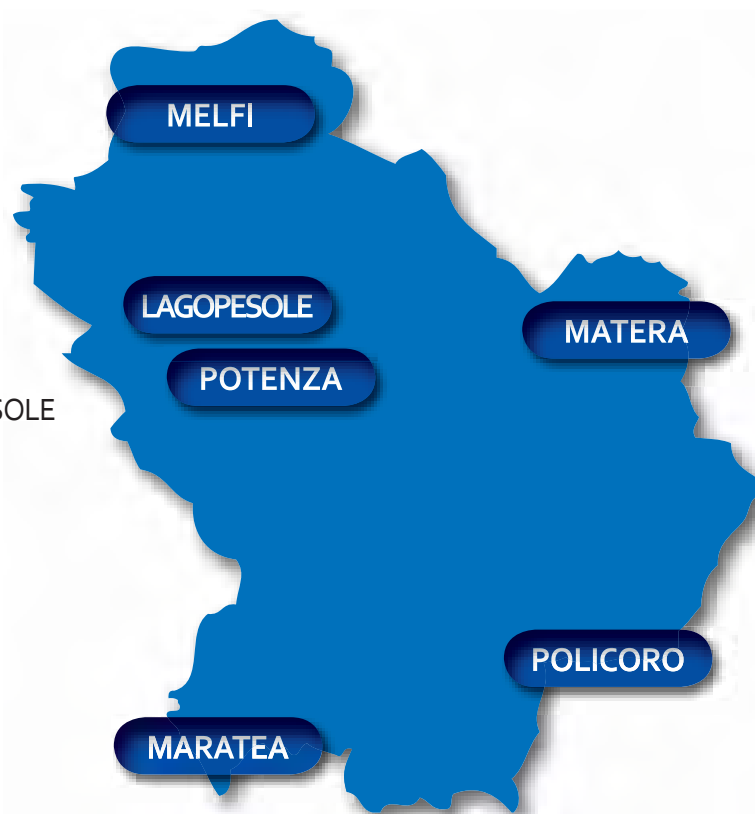 MELFI
LAGOPESOLE
MATERA
POTENZA
SOLE
POLICORO
MARATEA